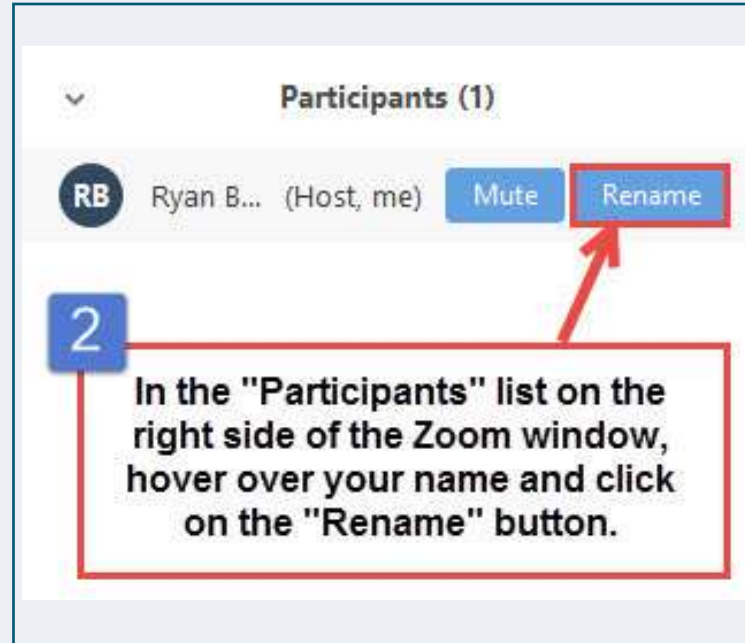 Participants (1)
RB Ryan B... (Host, me) Mute Rename
2
In the "Participants" list on the
right side of the Zoom window,
hover over your name and click
on the "Rename" button.